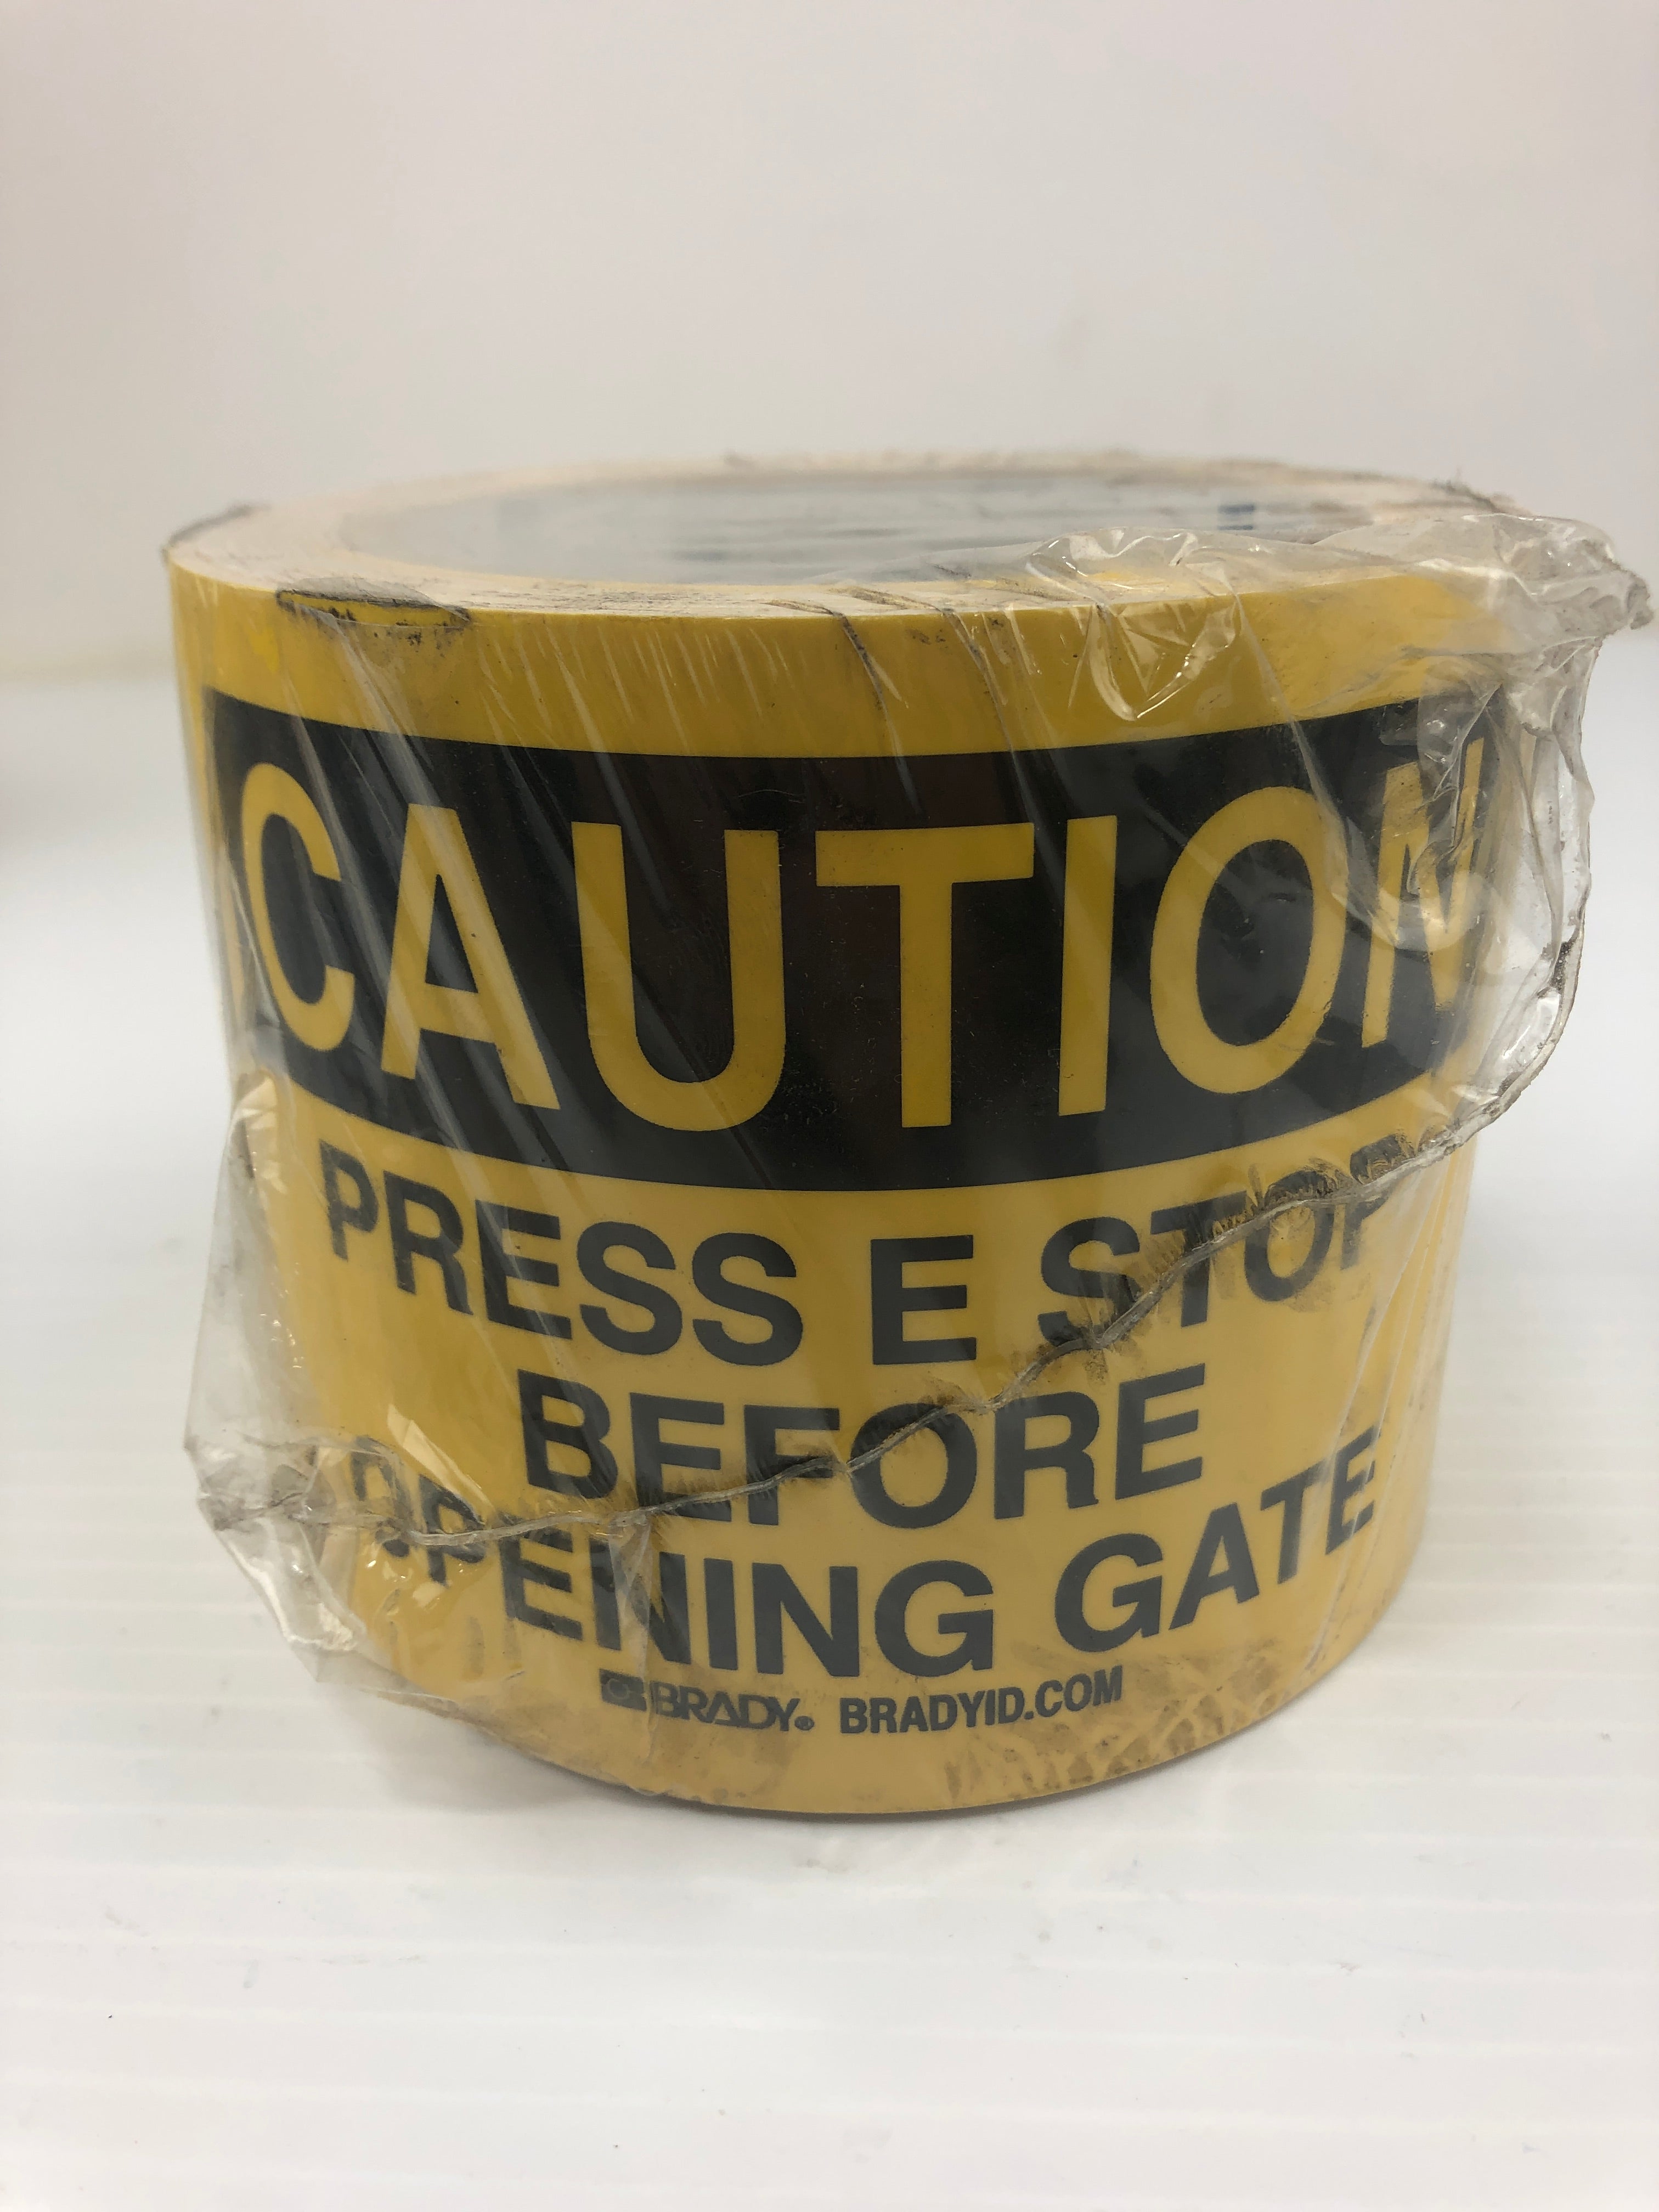 CAUTION
PRESS E STOP
BEFORE
OPENING GATE
BRADY® BRADYID.COM